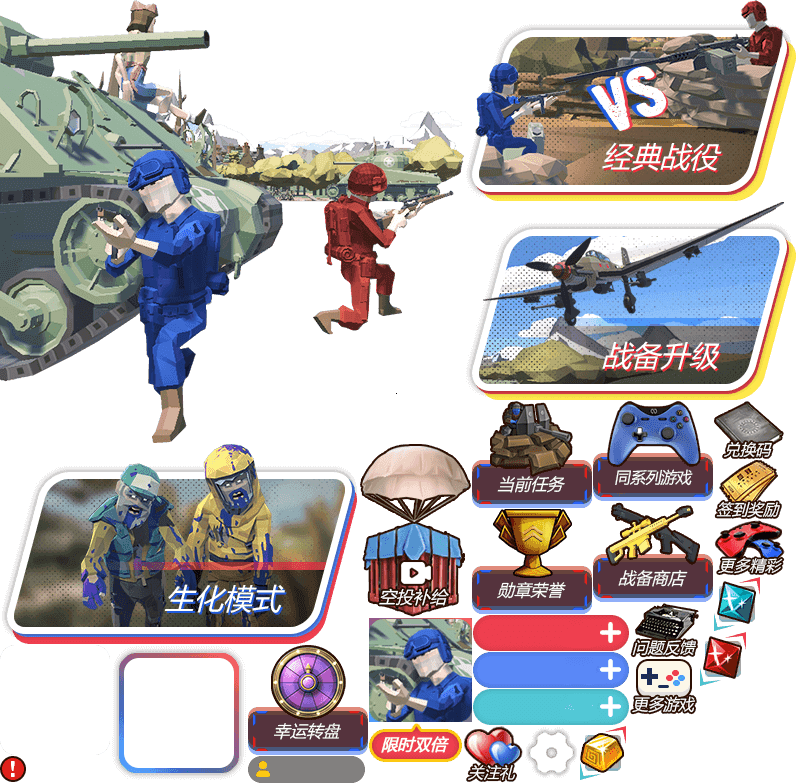 VS
经典战役
战备升级
兑换码
当前任务
同系列游戏
签到奖励
更多精彩
生化模式
空投补给
勋章荣誉
战备商店
问题反馈
更多游戏
幸运转盘
限时双倍
关注礼